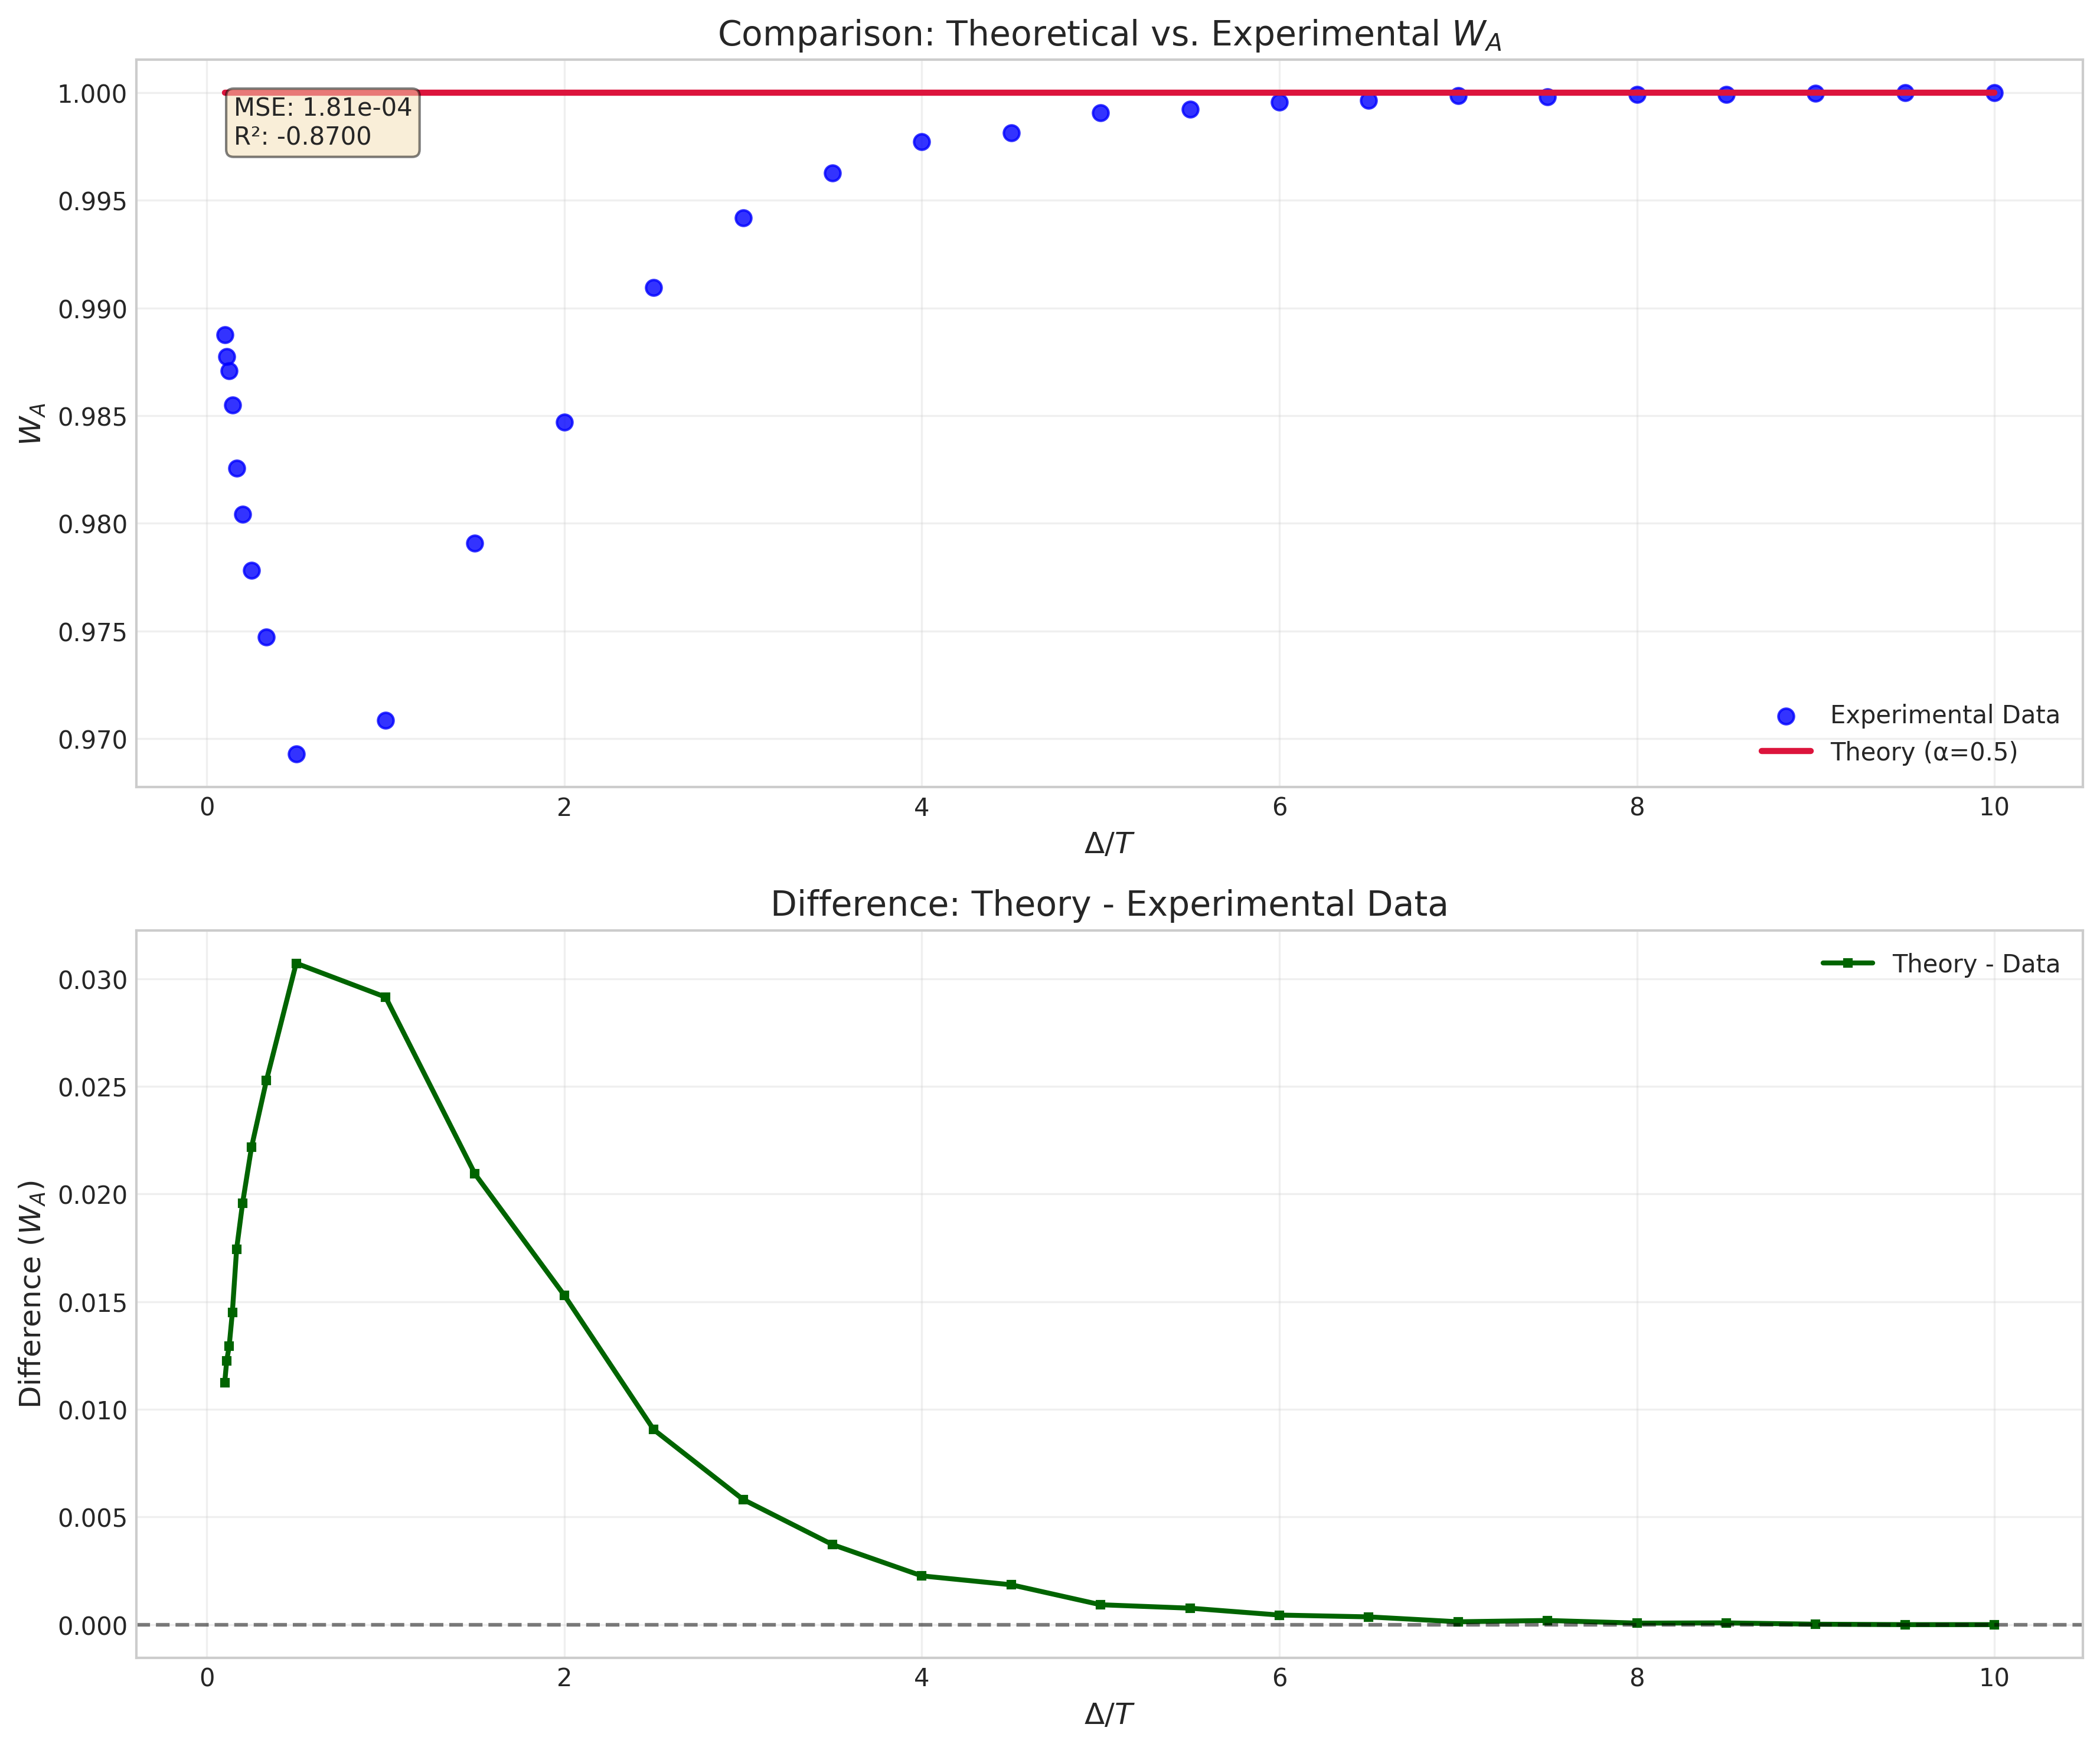 Comparison: Theoretical vs. Experimental W_A
MSE: 1.81e-04
R²: -0.8700
1.000
0.995
0.990
0.985
0.980
0.975
0.970
W_A
Experimental Data
Theory (α=0.5)
0 2 4 6 8 10
Δ/T
Difference: Theory - Experimental Data
Theory - Data
0.030
0.025
0.020
0.015
0.010
0.005
0.000
Difference (W_A)
0 2 4 6 8 10
Δ/T